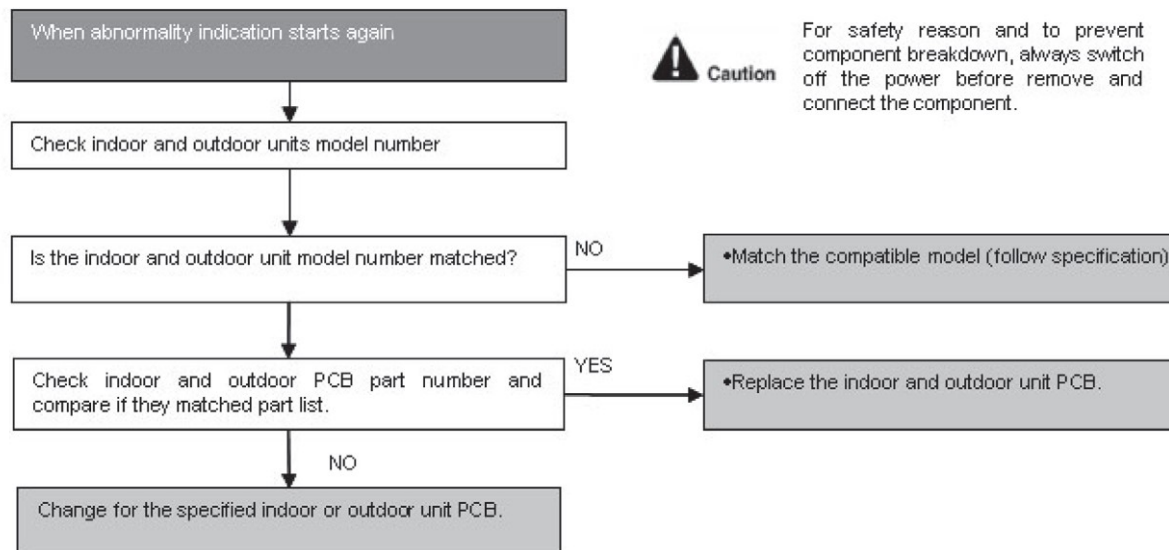 When abnormality indication starts again
For safety reason and to prevent
component breakdown, always switch
off the power before remove and
connect the component.
Caution
Check indoor and outdoor units model number
Is the indoor and outdoor unit model number matched?
NO
•Match the compatible model (follow specification)
Check indoor and outdoor PCB part number and
compare if they matched part list.
YES
•Replace the indoor and outdoor unit PCB.
NO
Change for the specified indoor or outdoor unit PCB.